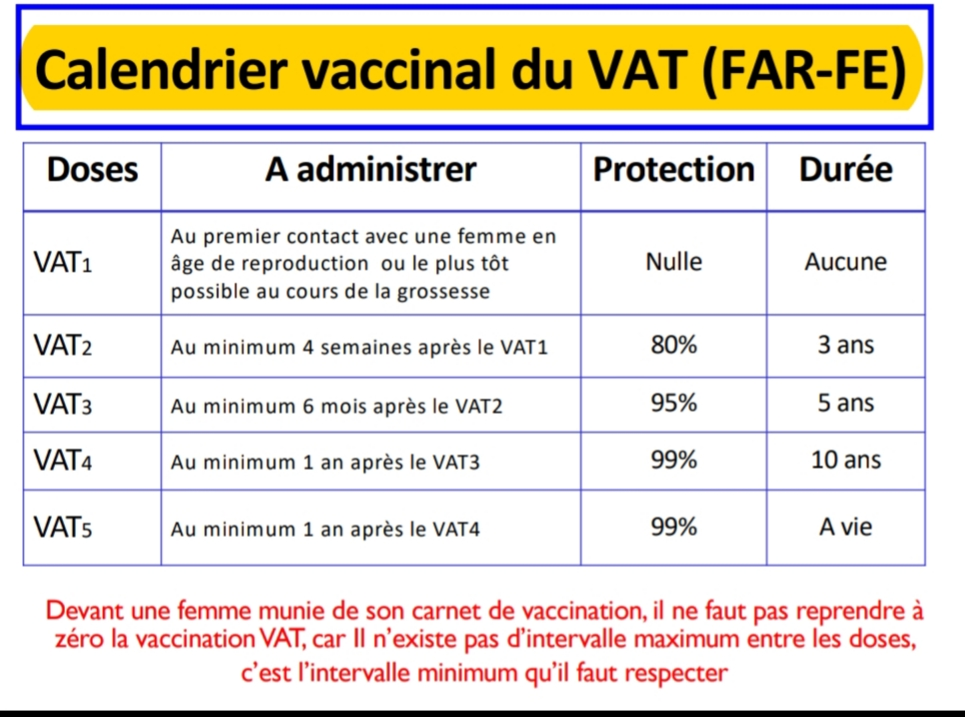 Calendrier vaccinal du VAT (FAR-FE)
Doses A administrer Protection Durée
Au premier contact avec une femme en
VAT1 âge de reproduction ou le plus tôt Nulle Aucune
possible au cours de la grossesse
VAT2 Au minimum 4 semaines après le VAT1 80% 3 ans
VAT3 Au minimum 6 mois après le VAT2 95% 5 ans
VAT4 Au minimum 1 an après le VAT3 99% 10 ans
VAT5 Au minimum 1 an après le VAT4 99% A vie
Devant une femme munie de son carnet de vaccination, il ne faut pas reprendre à
zéro la vaccination VAT, car Il n'existe pas d'intervalle maximum entre les doses,
c'est l'intervalle minimum qu'il faut respecter